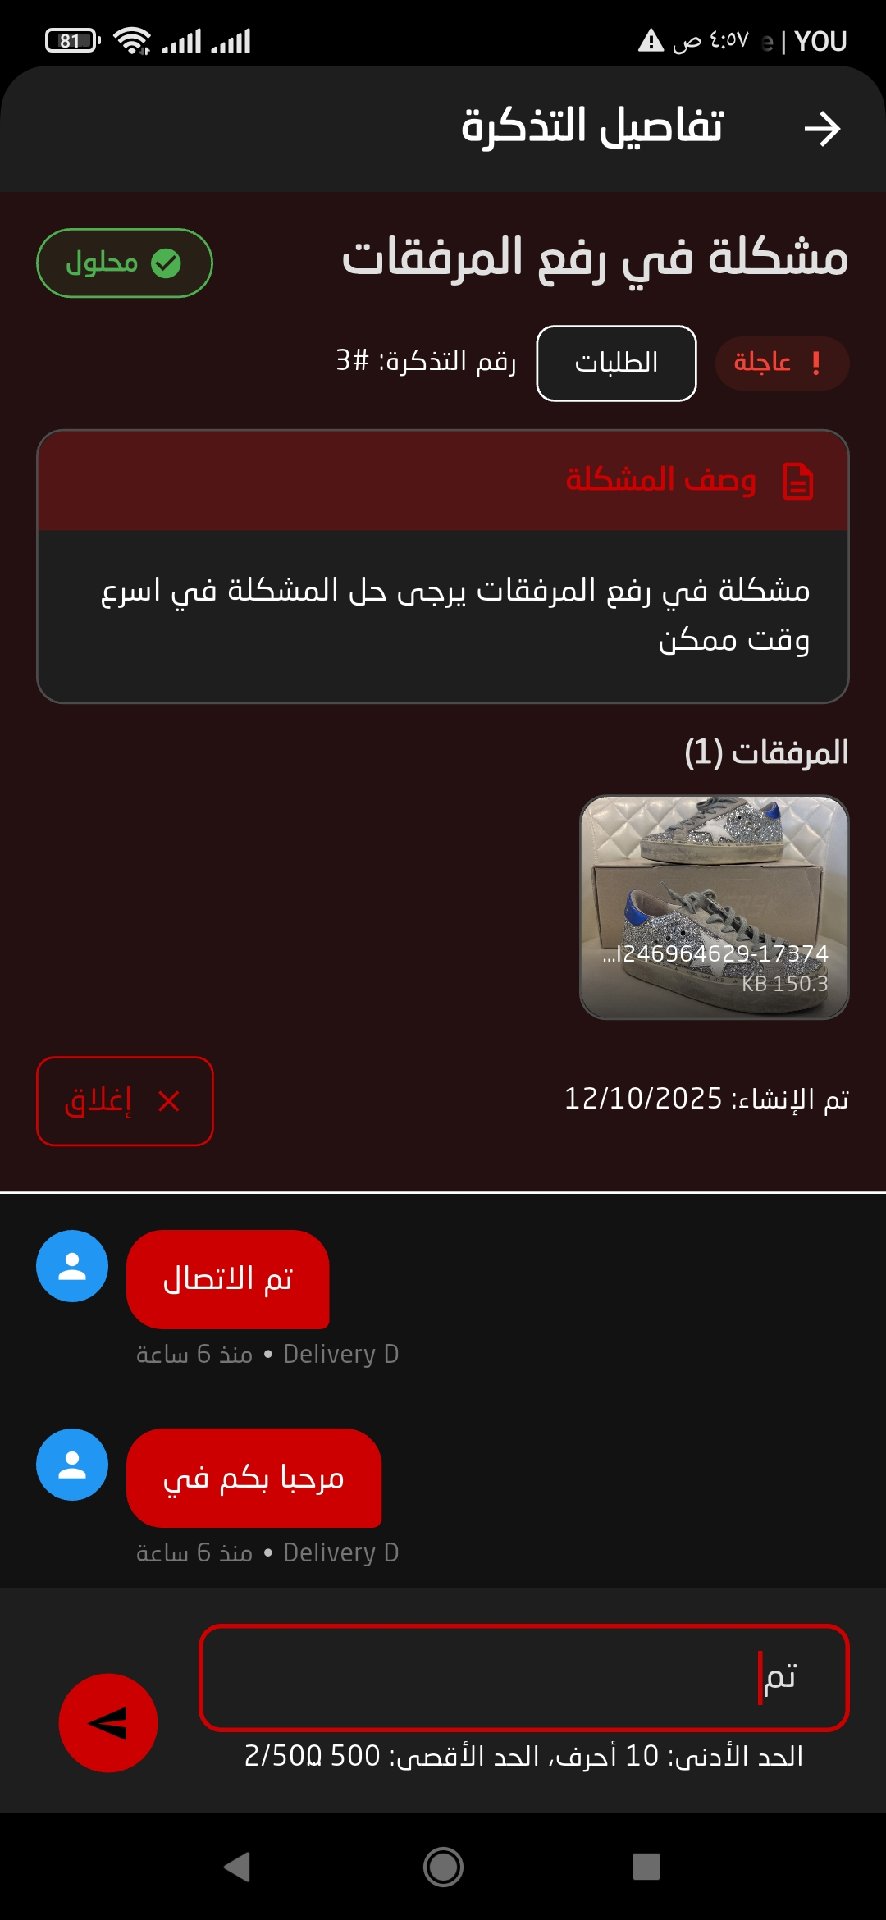 81 ٤:٥٧ ص e | YOU
تفاصيل التذكرة
مشكلة في رفع المرفقات
محلول
عاجلة
الطلبات
رقم التذكرة: #3
وصف المشكلة
مشكلة في رفع المرفقات يرجى حل المشكلة في اسرع
وقت ممكن
المرفقات (1)
17374-246964629...
150.3 KB
تم الإنشاء: 12/10/2025
إغلاق
تم الاتصال
Delivery D • منذ 6 ساعة
مرحبا بكم في
Delivery D • منذ 6 ساعة
تم
الحد الأدنى: 10 أحرف، الحد الأقصى: 500
2/500